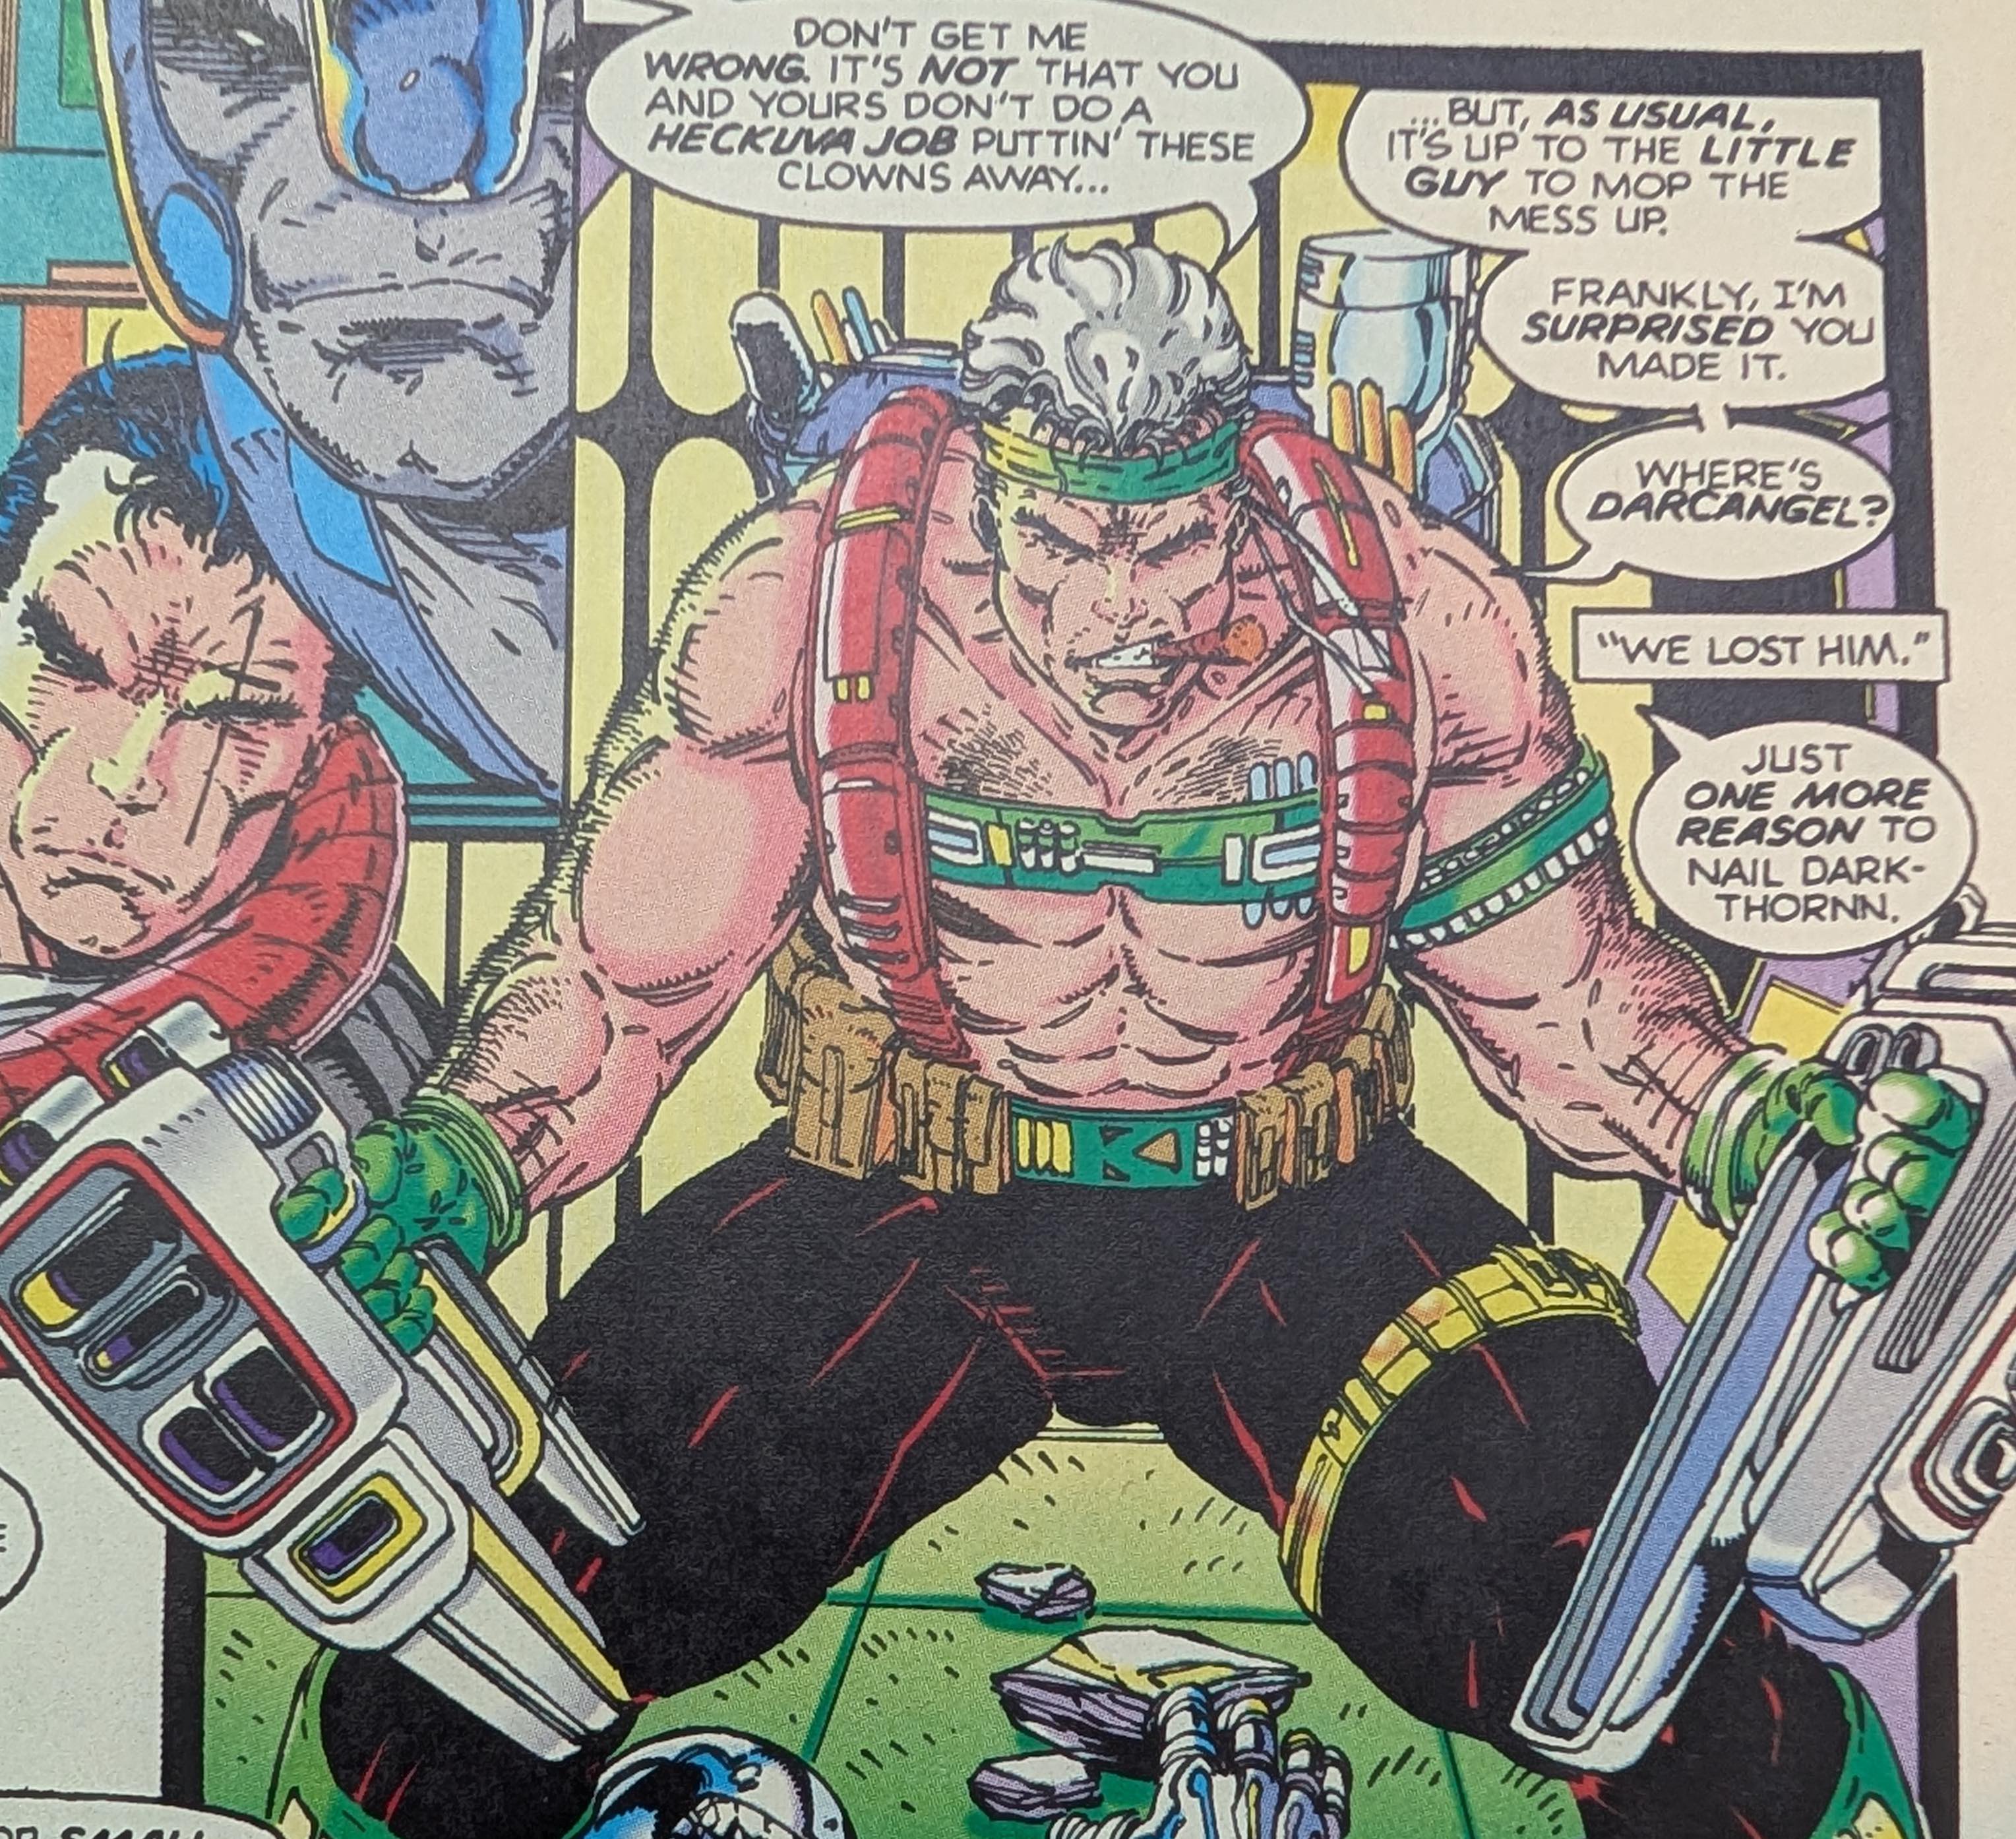 DON'T GET ME
WRONG. IT'S NOT THAT YOU
AND YOURS DON'T DO A
HECKUVA JOB PUTTIN' THESE
CLOWNS AWAY...
...BUT, AS USUAL,
IT'S UP TO THE LITTLE
GUY TO MOP THE
MESS UP.
FRANKLY, I'M
SURPRISED YOU
MADE IT.
WHERE'S
DARCANGEL?
"WE LOST HIM."
JUST
ONE MORE
REASON TO
NAIL DARK-
THORNN.
K